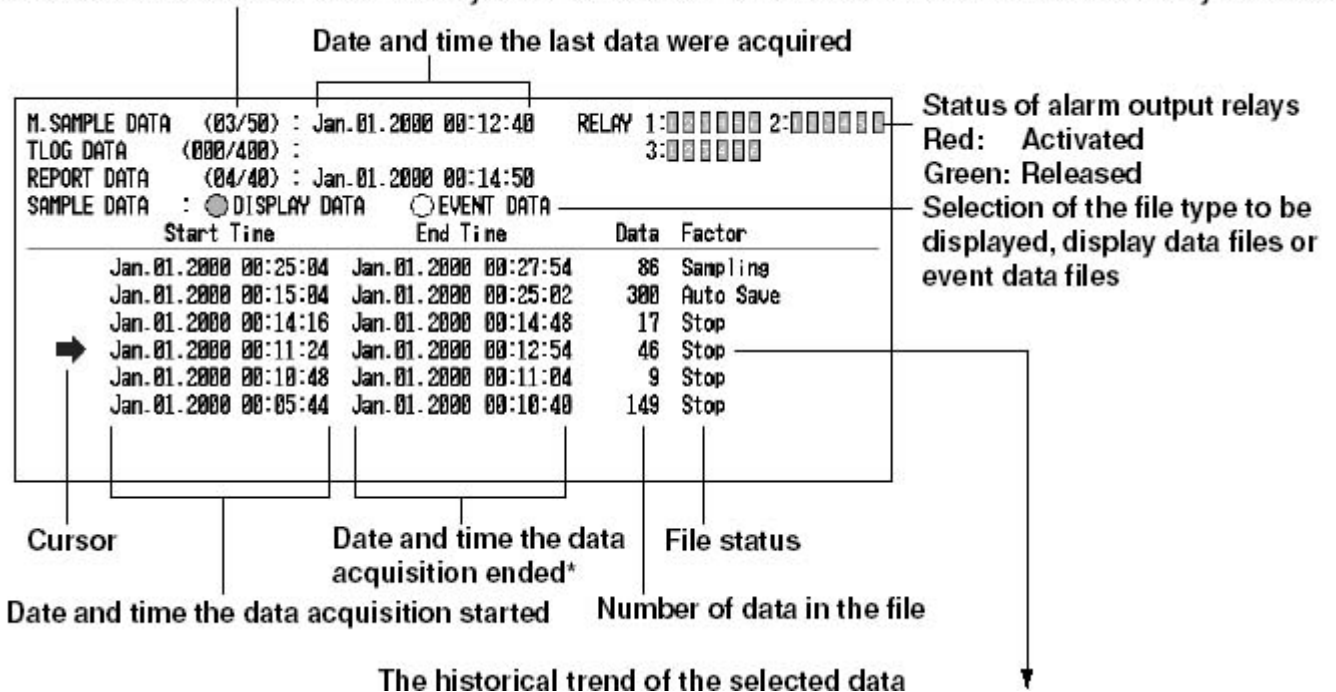 Date and time the last data were acquired
M.SAMPLE DATA (03/50) : Jan.01.2000 00:12:40 RELAY 1: 2:
TLOG DATA (000/400) : 3:
REPORT DATA (04/40) : Jan.01.2000 00:14:50
SAMPLE DATA : DISPLAY DATA EVENT DATA
Start Time End Time Data Factor
Jan.01.2000 00:25:04 Jan.01.2000 00:27:54 86 Sampling
Jan.01.2000 00:15:04 Jan.01.2000 00:25:02 300 Auto Save
Jan.01.2000 00:14:16 Jan.01.2000 00:14:48 17 Stop
Jan.01.2000 00:11:24 Jan.01.2000 00:12:54 46 Stop
Jan.01.2000 00:10:48 Jan.01.2000 00:11:04 9 Stop
Jan.01.2000 00:05:44 Jan.01.2000 00:10:40 149 Stop
Status of alarm output relays
Red: Activated
Green: Released
Selection of the file type to be
displayed, display data files or
event data files
Cursor
Date and time the data
acquisition ended*
File status
Date and time the data acquisition started
Number of data in the file
The historical trend of the selected data